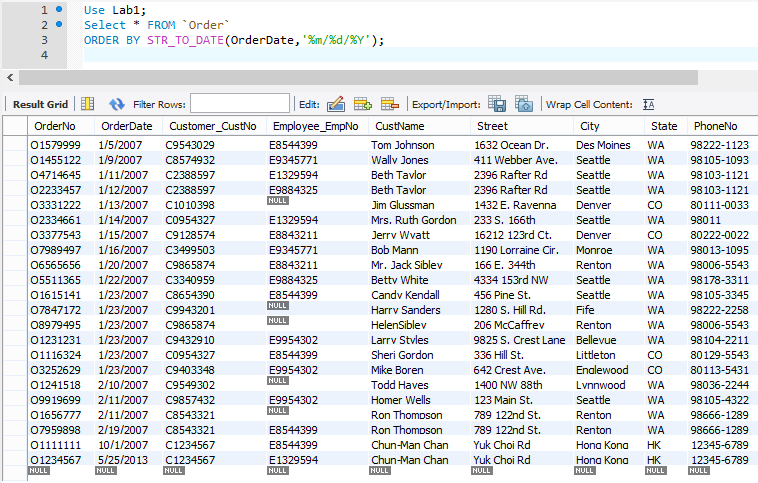 1 Use Lab1;
2 Select * FROM `Order`
3 ORDER BY STR_TO_DATE(OrderDate,'%m/%d/%Y');
4
Result Grid Filter Rows: Edit: Export/Import: Wrap Cell Content: IA
OrderNo OrderDate Customer_CustNo Employee_EmpNo CustName Street City State PhoneNo
O1579999 1/5/2007 C9543029 E8544399 Tom Johnson 1632 Ocean Dr. Des Moines WA 98222-1123
O1455122 1/9/2007 C8574932 E9345771 Wally Jones 411 Webber Ave. Seattle WA 98105-1093
O4714645 1/11/2007 C2388597 E1329594 Beth Taylor 2396 Rafter Rd Seattle WA 98103-1121
O2233457 1/12/2007 C2388597 E9884325 Beth Taylor 2396 Rafter Rd Seattle WA 98103-1121
O3331222 1/13/2007 C1010398 NULL Jim Glussman 1432 E. Ravenna Denver CO 80111-0033
O2334661 1/14/2007 C0954327 E1329594 Mrs. Ruth Gordon 233 S. 166th Seattle WA 98011
O3377543 1/15/2007 C9128574 E8843211 Jerry Wyatt 16212 123rd Ct. Denver CO 80222-0022
O7989497 1/16/2007 C3499503 E9345771 Bob Mann 1190 Lorraine Cir. Monroe WA 98013-1095
O6565656 1/20/2007 C9865874 E8843211 Mr. Jack Sibley 166 E. 344th Renton WA 98006-5543
O5511365 1/22/2007 C3340959 E9884325 Betty White 4334 153rd NW Seattle WA 98178-3311
O1615141 1/23/2007 C8654390 E8544399 Candy Kendall 456 Pine St. Seattle WA 98105-3345
O7847172 1/23/2007 C9943201 NULL Harry Sanders 1280 S. Hill Rd. Fife WA 98222-2258
O8979495 1/23/2007 C9865874 NULL HelenSibley 206 McCaffrey Renton WA 98006-5543
O1231231 1/23/2007 C9432910 E9954302 Larry Styles 9825 S. Crest Lane Bellevue WA 98104-2211
O1116324 1/23/2007 C0954327 E8544399 Sheri Gordon 336 Hill St. Littleton CO 80129-5543
O3252629 1/23/2007 C9403348 E9954302 Mike Boren 642 Crest Ave. Englewood CO 80113-5431
O1241518 2/10/2007 C9549302 NULL Todd Haves 1400 NW 88th Lynnwood WA 98036-2244
O9919699 2/11/2007 C9857432 E9954302 Homer Wells 123 Main St. Seattle WA 98105-4322
O1656777 2/11/2007 C8543321 NULL Ron Thompson 789 122nd St. Renton WA 98666-1289
O7959898 2/19/2007 C8543321 E8544399 Ron Thompson 789 122nd St. Renton WA 98666-1289
O1111111 10/1/2007 C1234567 E8544399 Chun-Man Chan Yuk Choi Rd Hong Kong HK 12345-6789
O1234567 5/25/2013 C1234567 E1329594 Chun-Man Chan Yuk Choi Rd Hong Kong HK 12345-6789
NULL NULL NULL NULL NULL NULL NULL NULL NULL